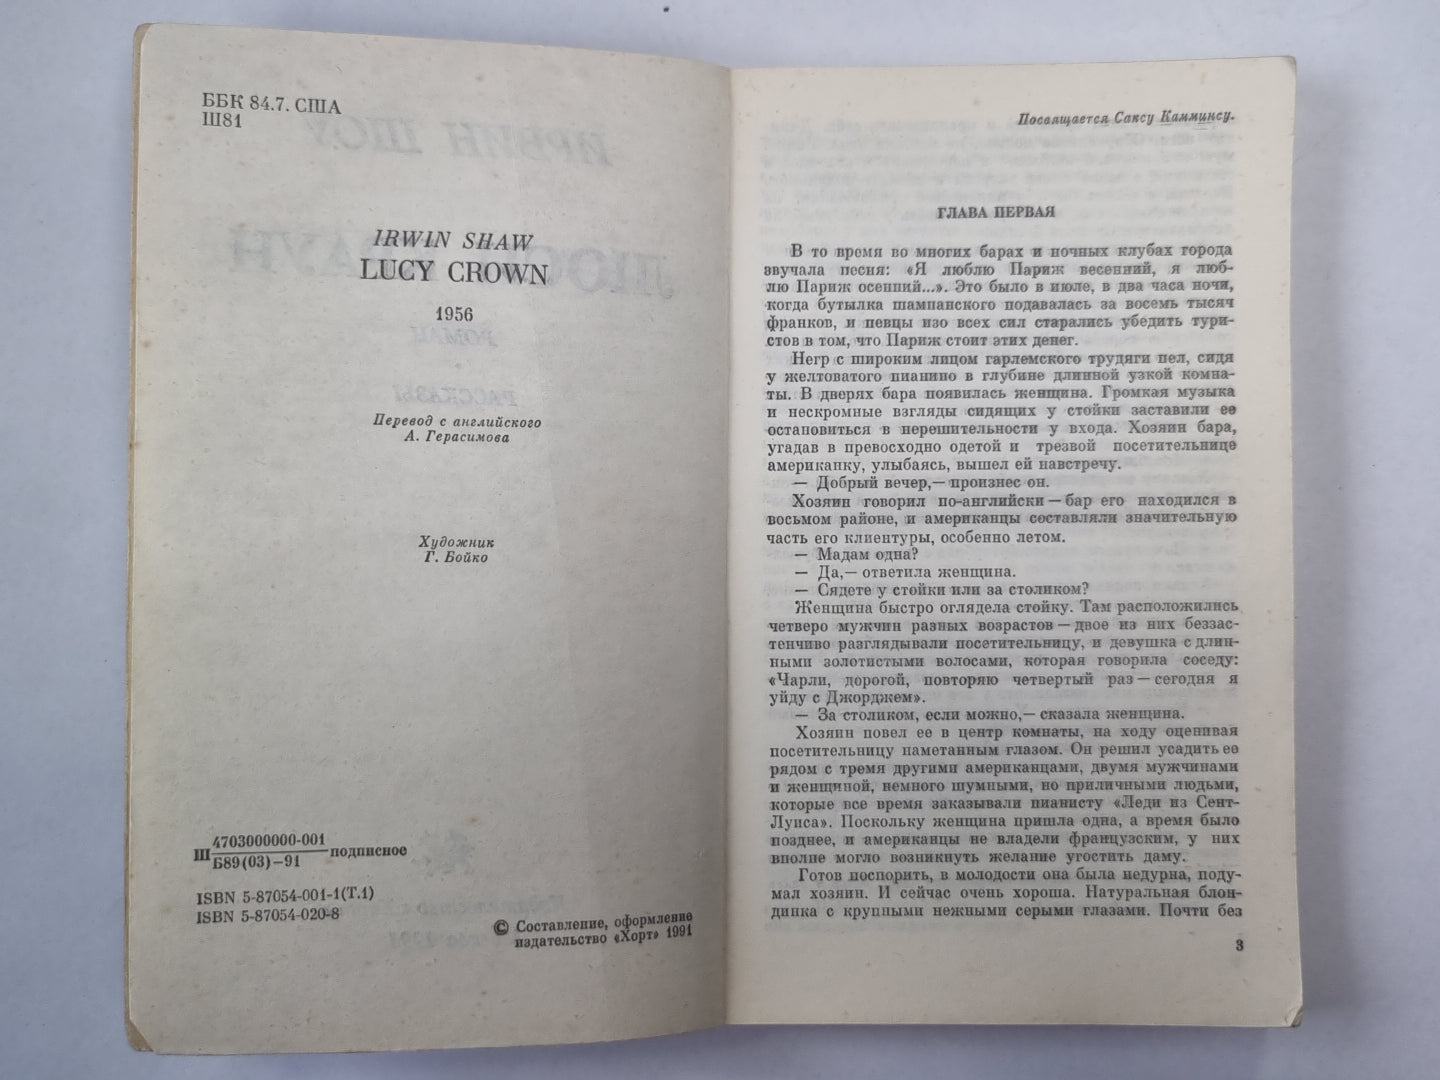 ББК 84.7. США
Ш81
IRWIN SHAW
LUCY CROWN
1956
Перевод с английского
А. Герасимова
Художник
Г. Бойко
Ш 4703000000-001
Б89(03)—91 подписное
ISBN 5-87054-001-1(Т.1)
ISBN 5-87054-020-8
© Составление, оформление
издательство «Хорт» 1991
Посвящается Саксу Каммингсу.
ГЛАВА ПЕРВАЯ
В то время во многих барах и ночных клубах города
звучала песня: «Я люблю Париж весенний, я люб-
лю Париж осенний...». Это было в июле, в два часа ночи,
когда бутылка шампанского подавалась за восемь тысяч
франков, и певцы изо всех сил старались убедить тури-
стов в том, что Париж стоит этих денег.
Негр с широким лицом гарлемского трудяги пел, сидя
у желтоватого пианино в глубине длинной узкой комна-
ты. В дверях бара появилась женщина. Громкая музыка
и нескромные взгляды сидящих у стойки заставили ее
остановиться в нерешительности у входа. Хозяин бара,
угадав в превосходно одетой и трезвой посетительнице
американку, улыбаясь, вышел ей навстречу.
— Добрый вечер,— произнес он.
Хозяин говорил по-английски — бар его находился в
восьмом районе, и американцы составляли значительную
часть его клиентуры, особенно летом.
— Мадам одна?
— Да,— ответила женщина.
— Сядете у стойки или за столиком?
Женщина быстро оглядела стойку. Там расположились
четверо мужчин разных возрастов — двое из них беззас-
тенчиво разглядывали посетительницу, и девушка с длин-
ными золотистыми волосами, которая говорила соседу:
«Чарли, дорогой, повторяю четвертый раз — сегодня я
уйду с Джорджем».
— За столиком, если можно,— сказала женщина.
Хозяин повел ее в центр комнаты, на ходу оценивая
посетительницу наметанным глазом. Он решил усадить ее
рядом с тремя другими американцами, двумя мужчинами
и женщиной, немного шумными, но приличными людьми,
которые все время заказывали пианисту «Леди из Сент-
Луиса». Поскольку женщина пришла одна, а время было
позднее, и американцы не владели французским, у них
вполне могло возникнуть желание угостить даму.
Готов поспорить, в молодости она была недурна, поду-
мал хозяин. И сейчас очень хороша. Натуральная блон-
динка с крупными нежными серыми глазами. Почти без
3